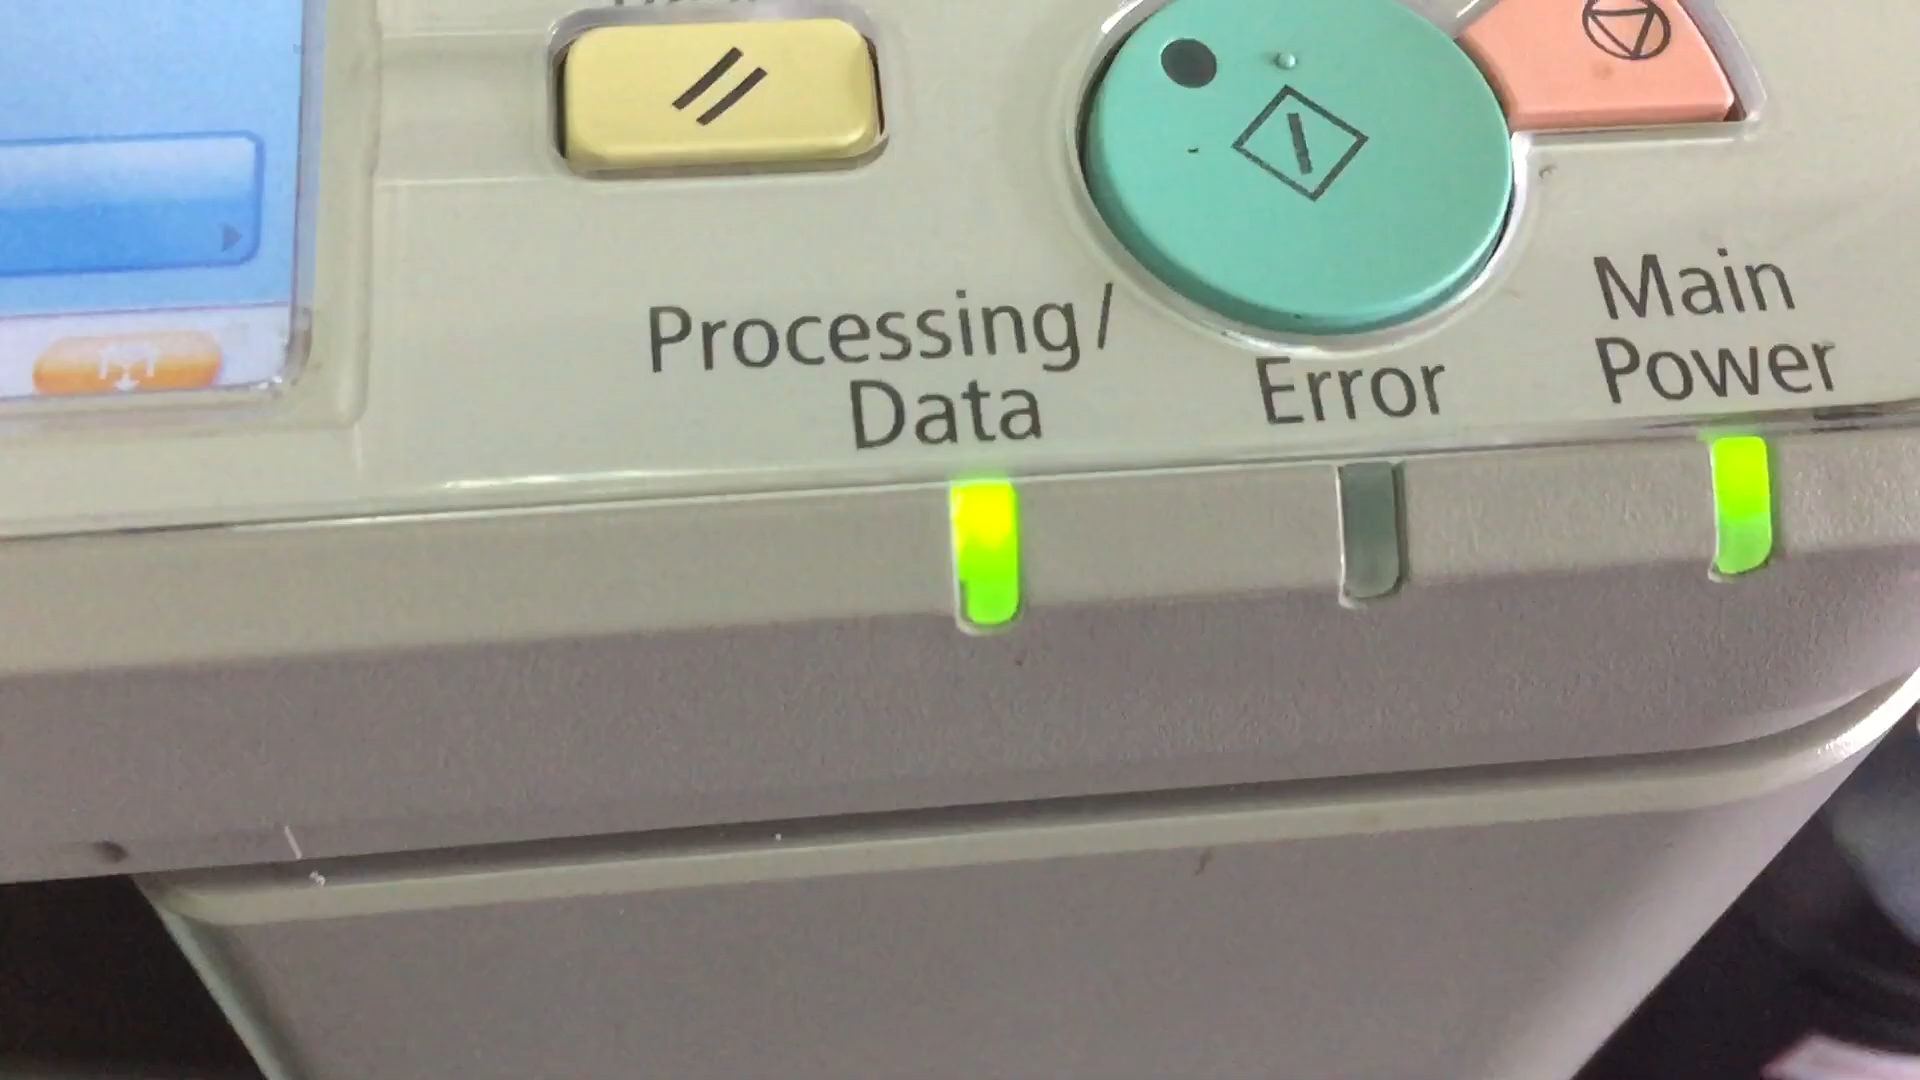 Processing/
Data
Error
Main
Power